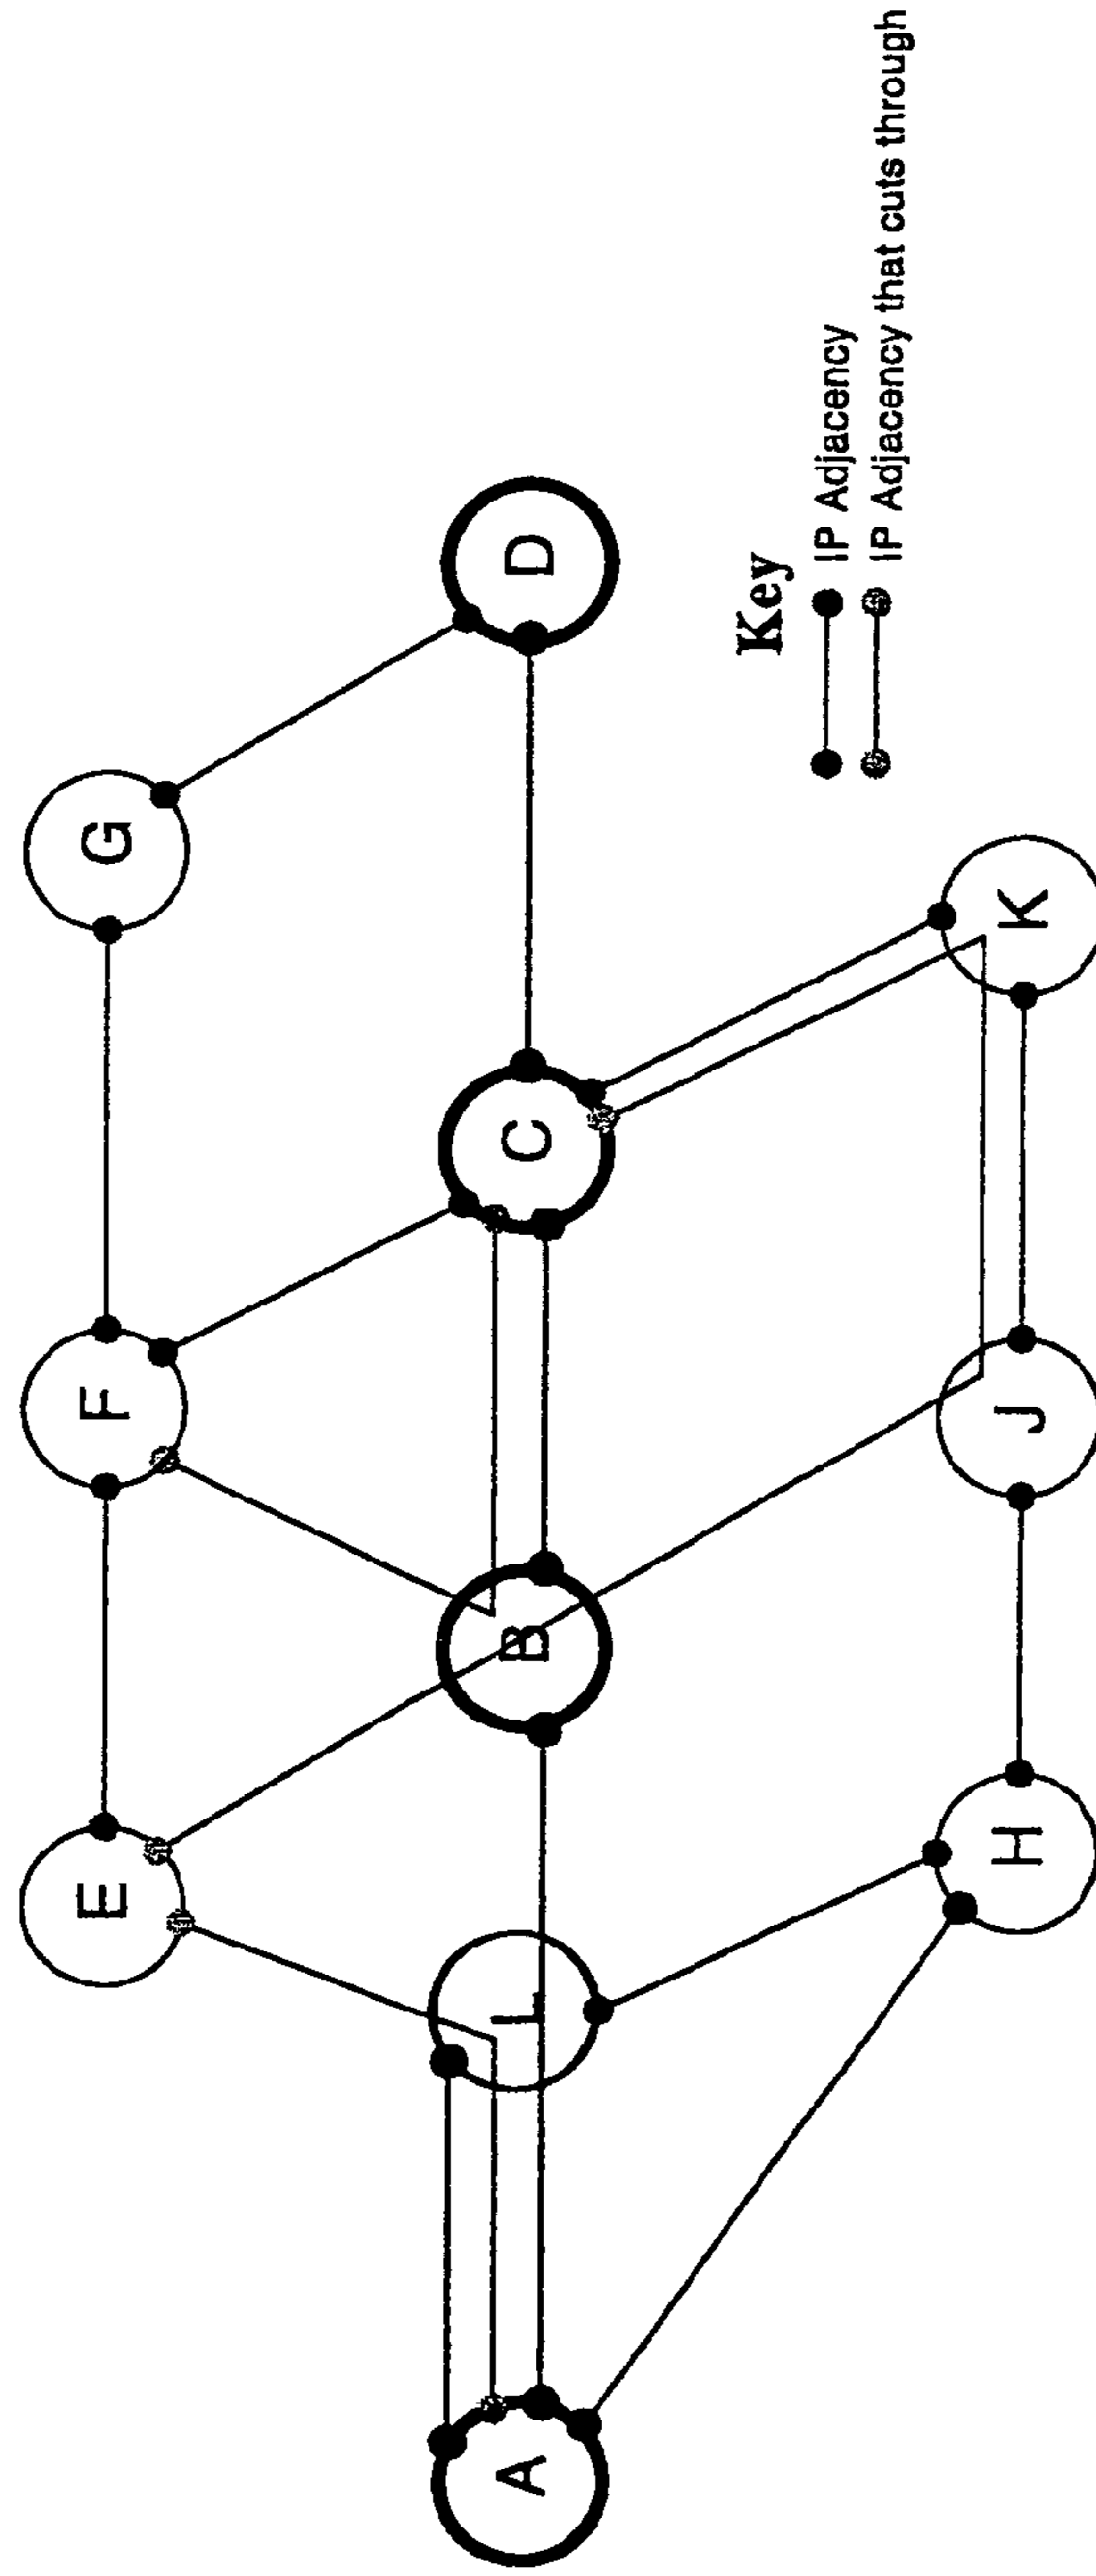 E
F
G
A
L
B
C
D
H
J
K
Key
IP Adjacency
IP Adjacency that cuts through